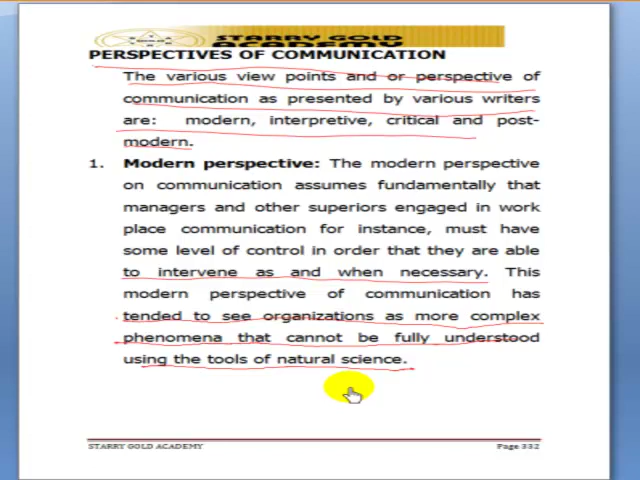 STARRY GOLD
ACADEMY
PERSPECTIVES OF COMMUNICATION
The various view points and or perspective of
communication as presented by various writers
are: modern, interpretive, critical and post-
modern.
1. Modern perspective: The modern perspective
on communication assumes fundamentally that
managers and other superiors engaged in work
place communication for instance, must have
some level of control in order that they are able
to intervene as and when necessary. This
modern perspective of communication has
tended to see organizations as more complex
phenomena that cannot be fully understood
using the tools of natural science.
STARRY GOLD ACADEMY Page 332